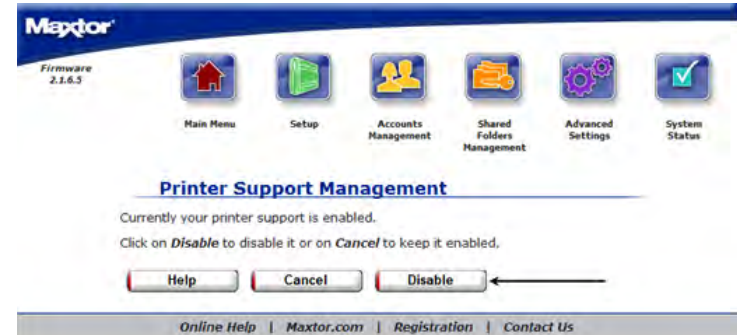 Maxtor
Firmware
2.1.6.5
Main Menu
Setup
Accounts
Management
Shared
Folders
Management
Advanced
Settings
System
Status
Printer Support Management
Currently your printer support is enabled.
Click on Disable to disable it or on Cancel to keep it enabled.
Help
Cancel
Disable
Online Help | Maxtor.com | Registration | Contact Us